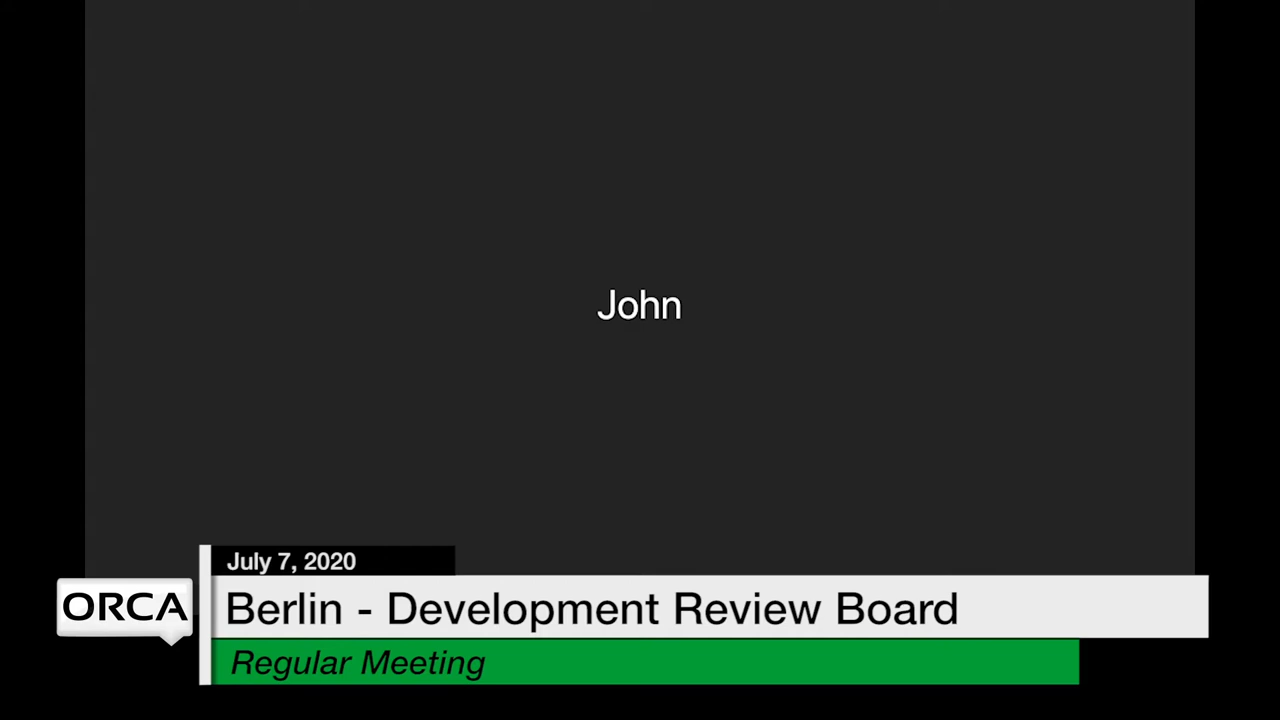 John
July 7, 2020
ORCA
Berlin - Development Review Board
Regular Meeting